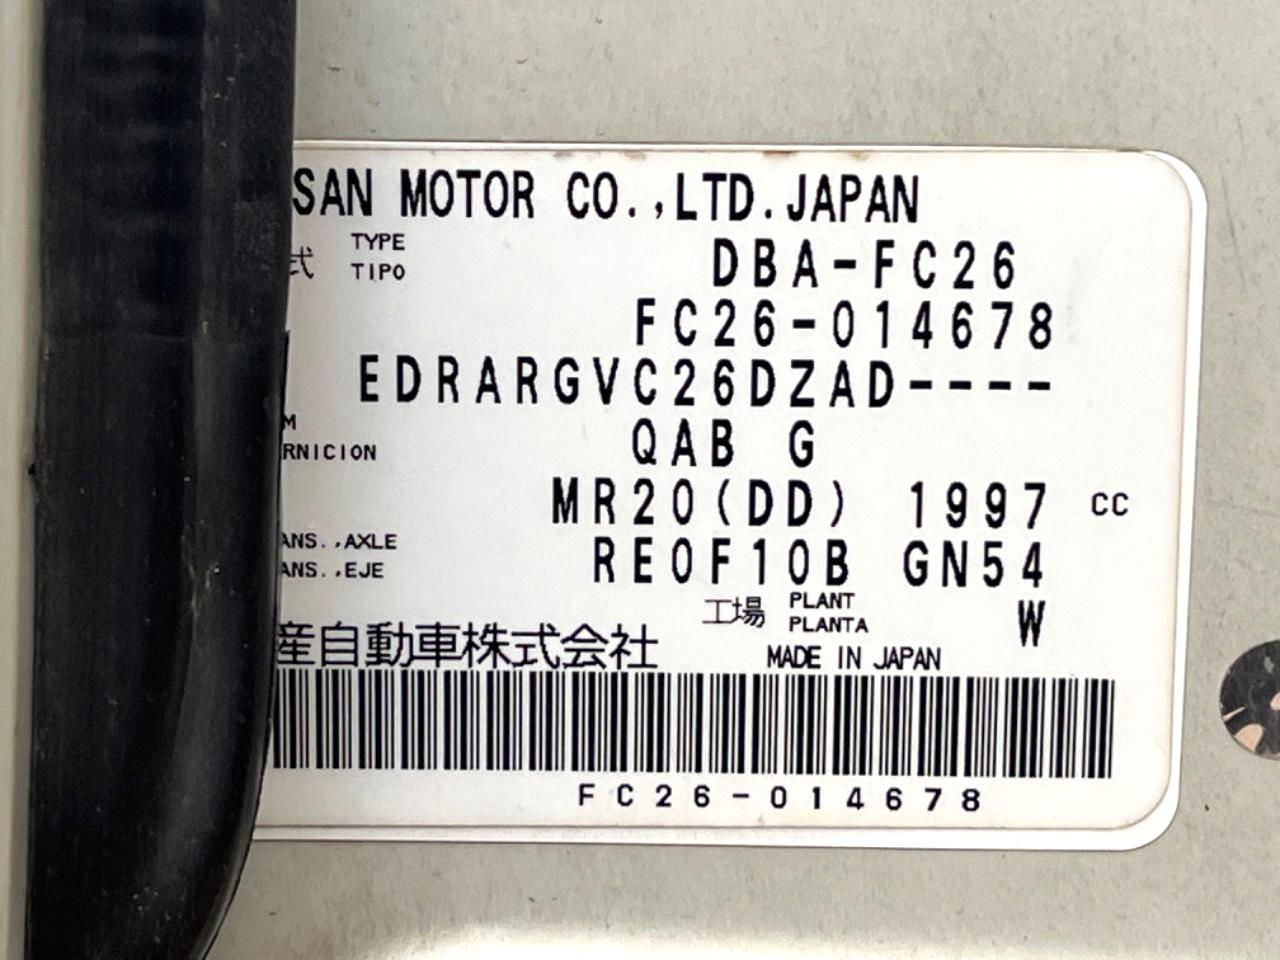 SAN MOTOR CO.,LTD.JAPAN
式 TYPE TIPO DBA-FC26
FC26-014678
EDRARGVC26DZAD----
M
RNICION QAB G
MR20(DD) 1997 CC
ANS.,AXLE
ANS.,EJE RE0F10B GN54
工場 PLANT PLANTA W
産自動車株式会社 MADE IN JAPAN
FC26-014678